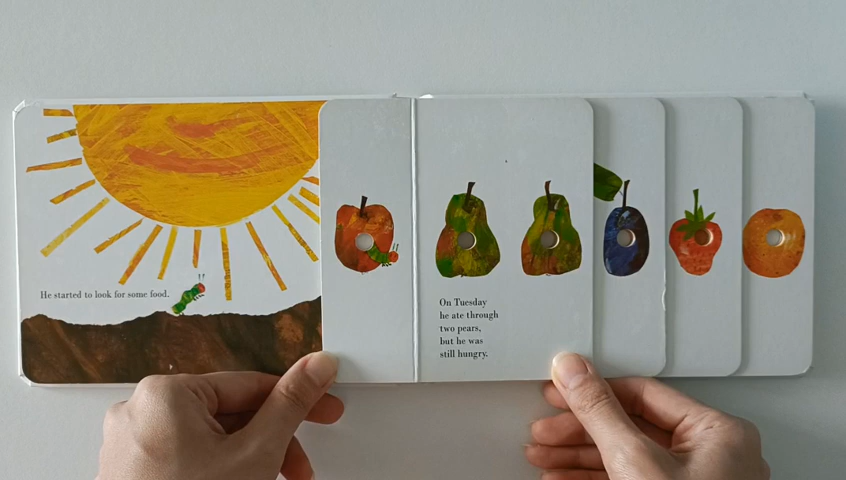 He started to look for some food.
On Tuesday
he ate through
two pears,
but he was
still hungry.